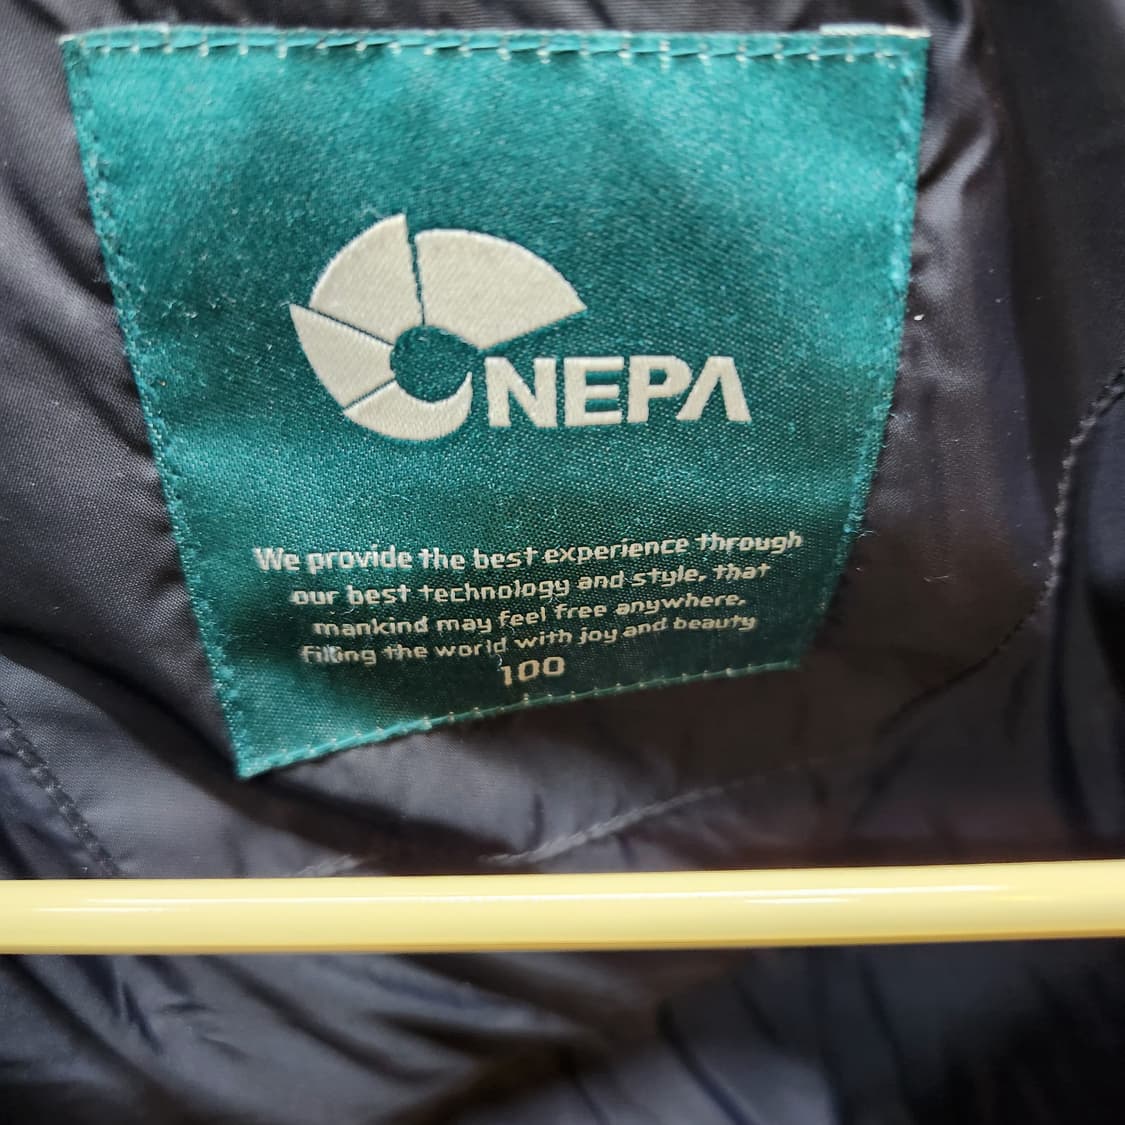 NEPA
We provide the best experience through
our best technology and style, that
mankind may feel free anywhere,
filling the world with joy and beauty
100